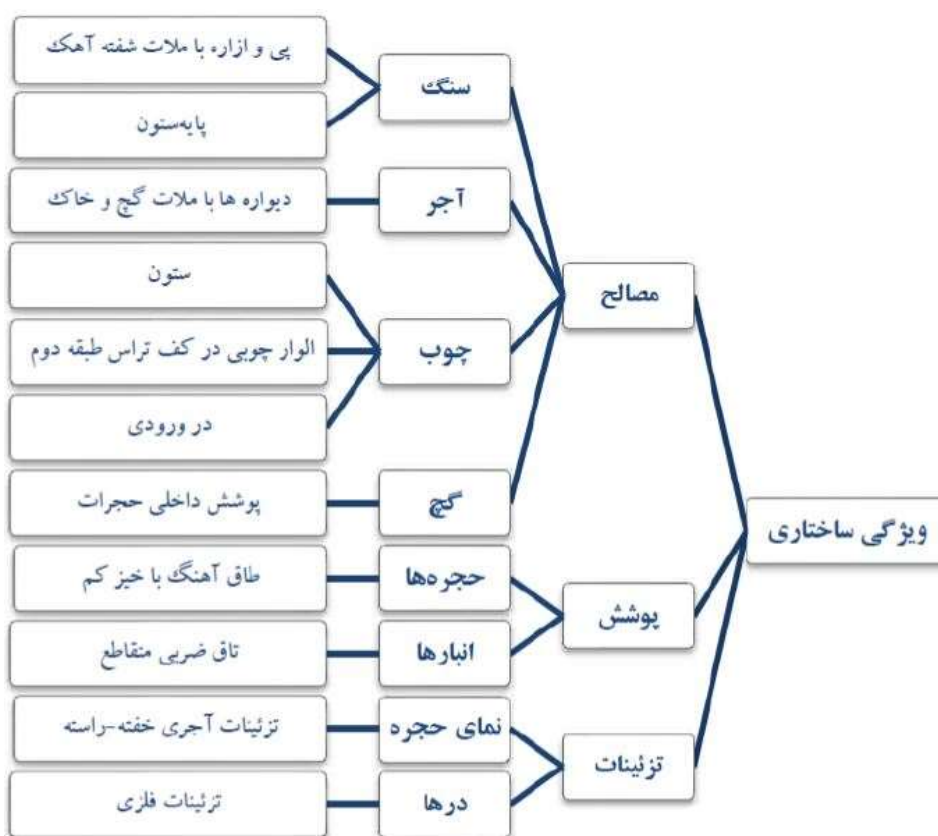 ویژگی ساختاری
مصالح
سنگ
پی و ازاره با ملات شفته آهک
پایه‌ستون
آجر
دیواره ها با ملات گچ و خاک
چوب
ستون
الوار چوبی در کف تراس طبقه دوم
در ورودی
گچ
پوشش داخلی حجرات
پوشش
حجره‌ها
طاق آهنگ با خیز کم
انبارها
تاق ضربی متقاطع
تزئینات
نمای حجره
تزئینات آجری خفته-راسته
درها
تزئینات فلزی